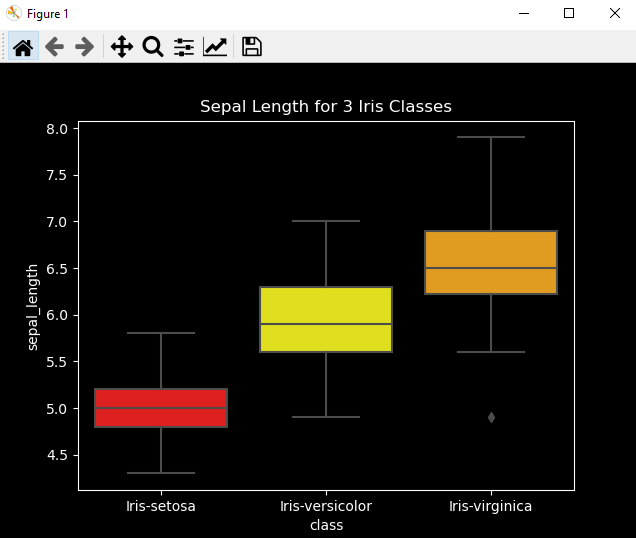 Figure 1
Sepal Length for 3 Iris Classes
8.0
7.5
7.0
6.5
6.0
5.5
5.0
4.5
sepal_length
Iris-setosa Iris-versicolor Iris-virginica
class